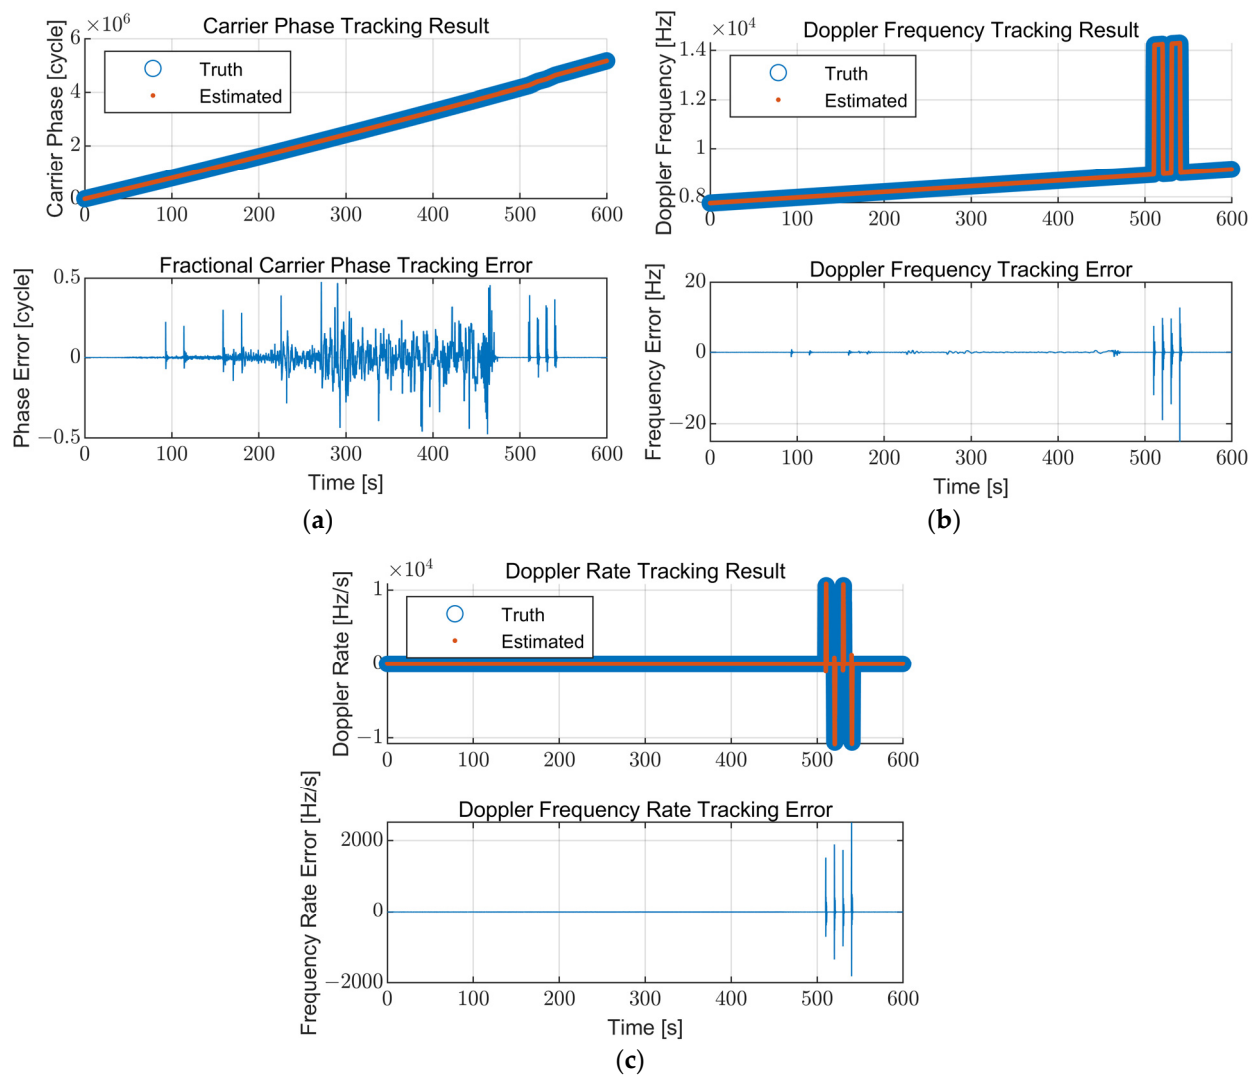 ×10⁶
Carrier Phase Tracking Result
Carrier Phase [cycle]
6
4
2
0
Truth
Estimated
0 100 200 300 400 500 600
Fractional Carrier Phase Tracking Error
Phase Error [cycle]
0.5
0
−0.5
0 100 200 300 400 500 600
Time [s]
(a)
×10⁴
Doppler Frequency Tracking Result
Doppler Frequency [Hz]
1.4
1.2
1
0.8
Truth
Estimated
0 100 200 300 400 500 600
Doppler Frequency Tracking Error
Frequency Error [Hz]
20
0
−20
0 100 200 300 400 500 600
Time [s]
(b)
×10⁴
Doppler Rate Tracking Result
Doppler Rate [Hz/s]
1
0
−1
Truth
Estimated
0 100 200 300 400 500 600
Doppler Frequency Rate Tracking Error
Frequency Rate Error [Hz/s]
2000
0
−2000
0 100 200 300 400 500 600
Time [s]
(c)